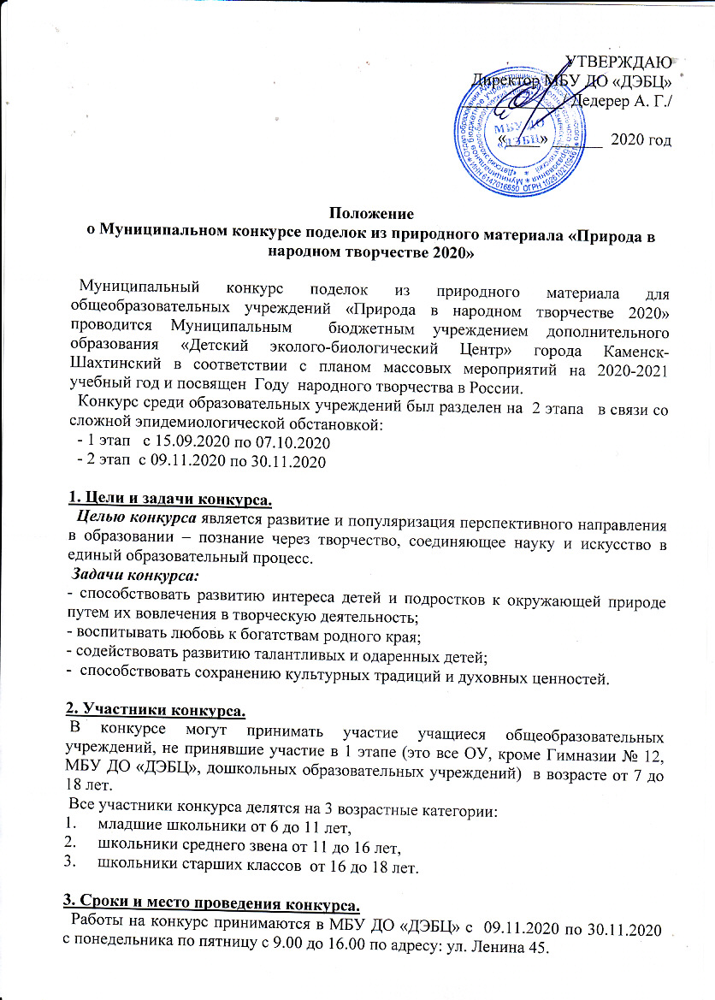 УТВЕРЖДАЮ
Директор МБУ ДО «ДЭБЦ»
/ Дедерер А. Г./
МБУ ДО
«ДЭБЦ»
«____» ________ 2020 год
Положение
о Муниципальном конкурсе поделок из природного материала «Природа в
народном творчестве 2020»
Муниципальный конкурс поделок из природного материала для
общеобразовательных учреждений «Природа в народном творчестве 2020»
проводится Муниципальным бюджетным учреждением дополнительного
образования «Детский эколого-биологический Центр» города Каменск-
Шахтинский в соответствии с планом массовых мероприятий на 2020-2021
учебный год и посвящен Году народного творчества в России.
Конкурс среди образовательных учреждений был разделен на 2 этапа в связи со
сложной эпидемиологической обстановкой:
- 1 этап с 15.09.2020 по 07.10.2020
- 2 этап с 09.11.2020 по 30.11.2020
1. Цели и задачи конкурса.
Целью конкурса является развитие и популяризация перспективного направления
в образовании – познание через творчество, соединяющее науку и искусство в
единый образовательный процесс.
Задачи конкурса:
- способствовать развитию интереса детей и подростков к окружающей природе
путем их вовлечения в творческую деятельность;
- воспитывать любовь к богатствам родного края;
- содействовать развитию талантливых и одаренных детей;
- способствовать сохранению культурных традиций и духовных ценностей.
2. Участники конкурса.
В конкурсе могут принимать участие учащиеся общеобразовательных
учреждений, не принявшие участие в 1 этапе (это все ОУ, кроме Гимназии № 12,
МБУ ДО «ДЭБЦ», дошкольных образовательных учреждений) в возрасте от 7 до
18 лет.
Все участники конкурса делятся на 3 возрастные категории:
1. младшие школьники от 6 до 11 лет,
2. школьники среднего звена от 11 до 16 лет,
3. школьники старших классов от 16 до 18 лет.
3. Сроки и место проведения конкурса.
Работы на конкурс принимаются в МБУ ДО «ДЭБЦ» с 09.11.2020 по 30.11.2020
с понедельника по пятницу с 9.00 до 16.00 по адресу: ул. Ленина 45.